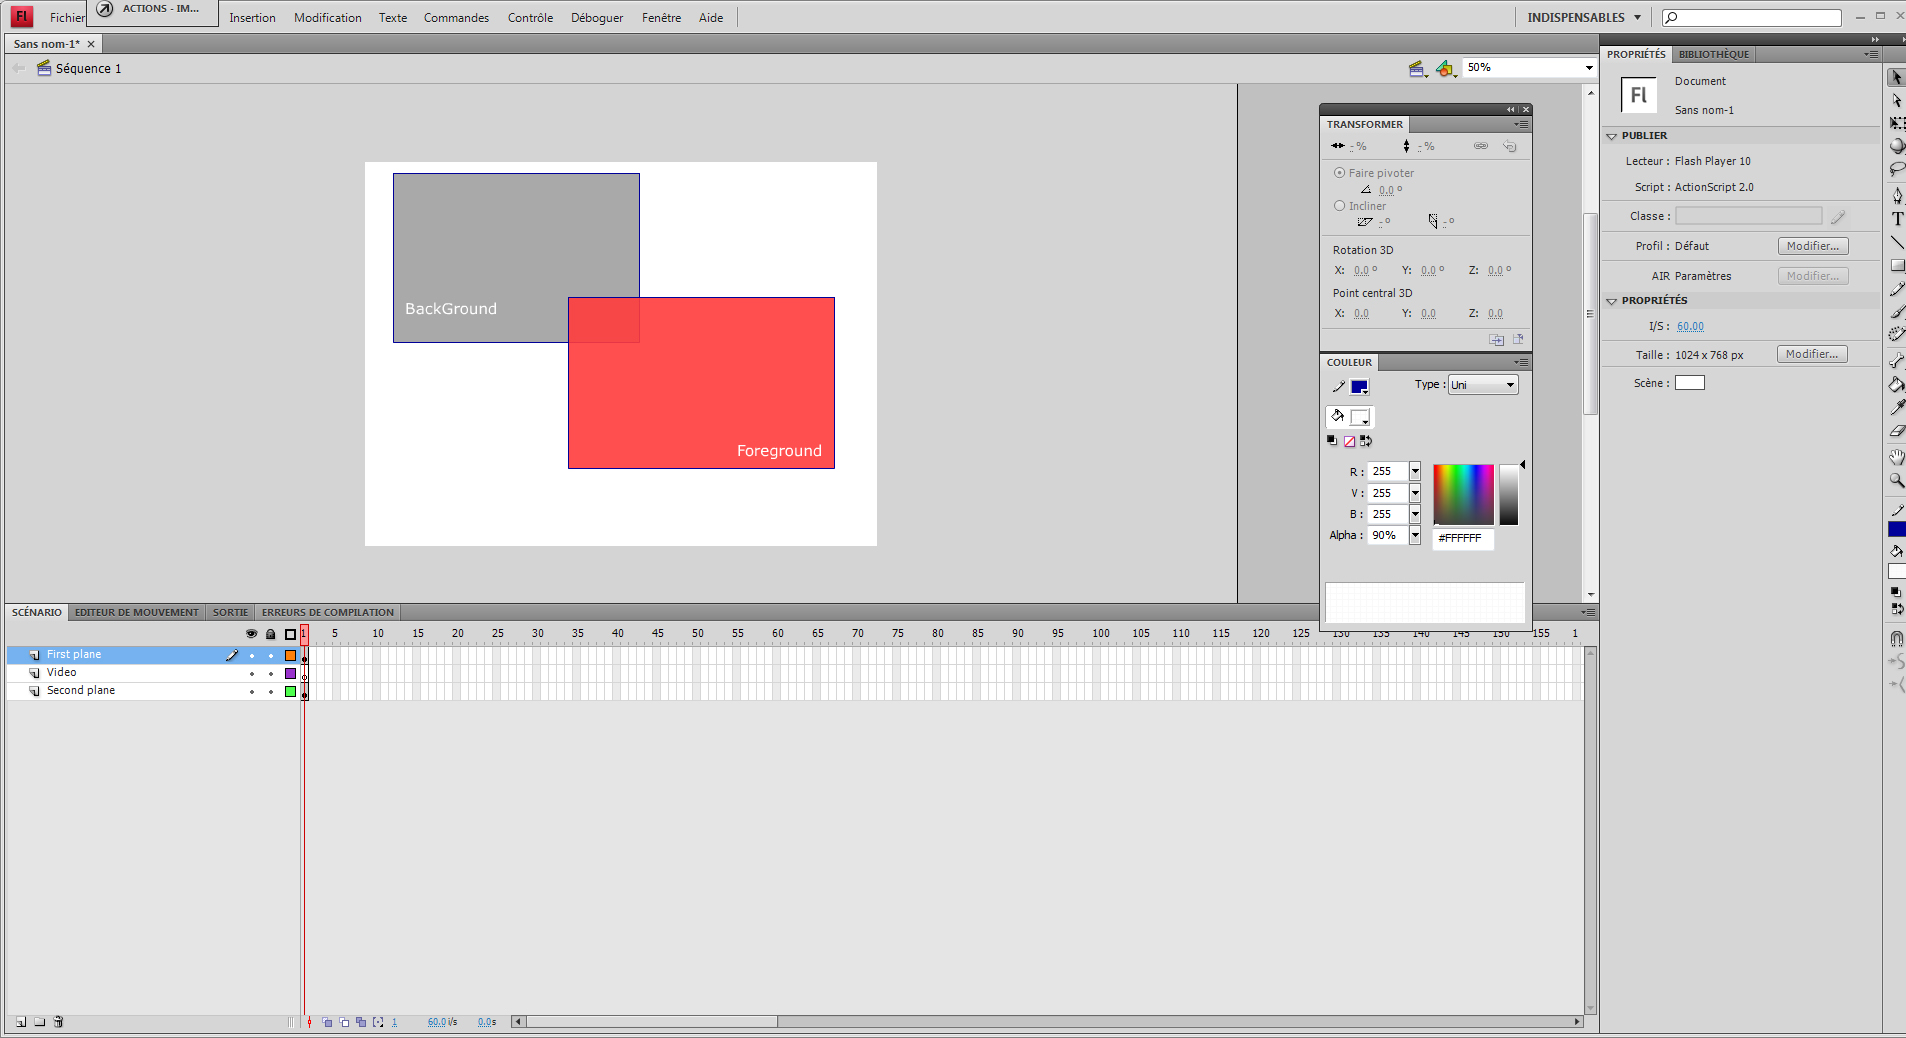 Fl
Fichier
ACTIONS - IM...
Insertion
Modification
Texte
Commandes
Contrôle
Déboguer
Fenêtre
Aide
INDISPENSABLES
Sans nom-1*
Séquence 1
50%
BackGround
Foreground
TRANSFORMER
- %
- %
Faire pivoter
0.0 °
Incliner
- °
- °
Rotation 3D
X: 0.0 ° Y: 0.0 ° Z: 0.0 °
Point central 3D
X: 0.0 Y: 0.0 Z: 0.0
COULEUR
Type : Uni
R : 255
V : 255
B : 255
Alpha : 90%
#FFFFFF
PROPRIÉTÉS
BIBLIOTHÈQUE
Fl
Document
Sans nom-1
PUBLIER
Lecteur : Flash Player 10
Script : ActionScript 2.0
Classe :
Profil : Défaut Modifier...
AIR Paramètres Modifier...
PROPRIÉTÉS
I/S : 60.00
Taille : 1024 x 768 px Modifier...
Scène :
T
SCÉNARIO
EDITEUR DE MOUVEMENT
SORTIE
ERREURS DE COMPILATION
1 5 10 15 20 25 30 35 40 45 50 55 60 65 70 75 80 85 90 95 100 105 110 115 120 125 130 135 140 145 150 155 1
First plane
Video
Second plane
1 60.0 i/s 0.0s